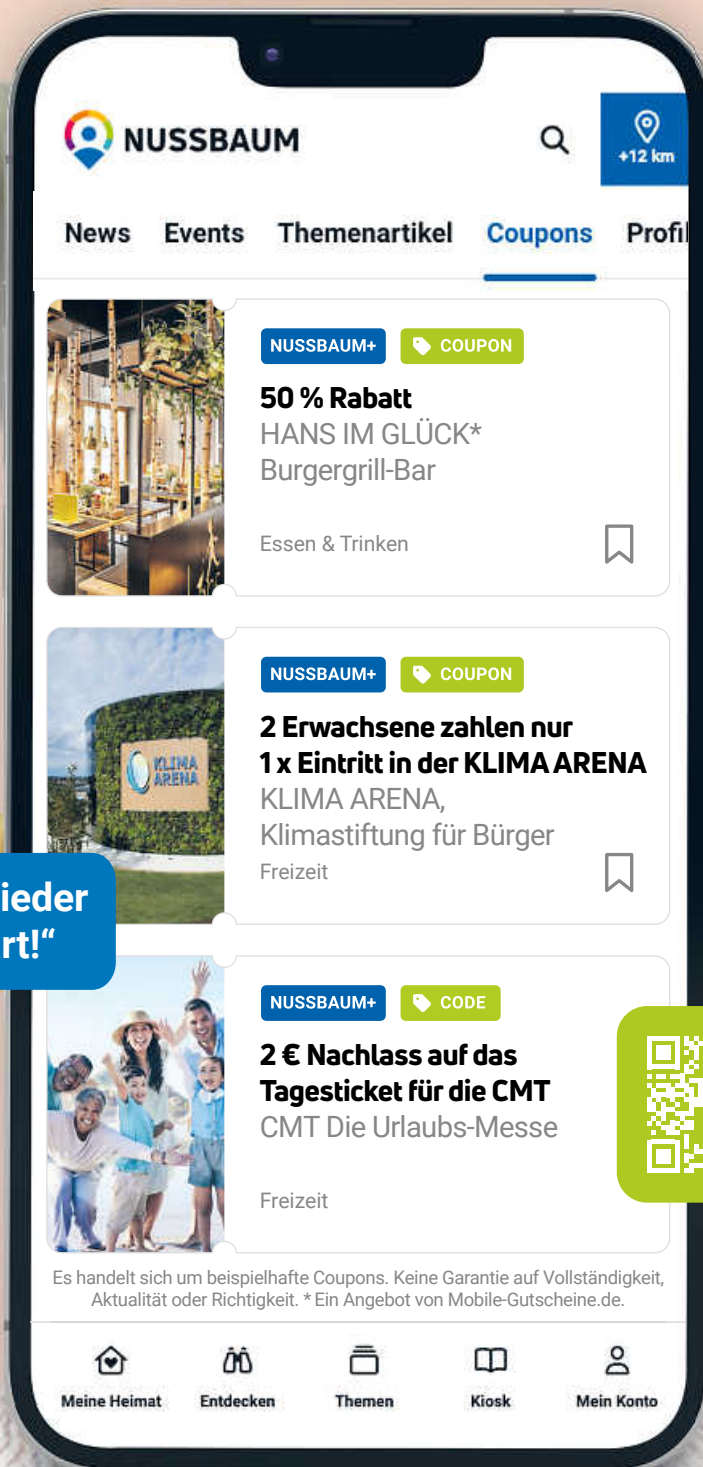 NUSSBAUM
+12 km
News Events Themenartikel Coupons Profil
NUSSBAUM+ COUPON
50 % Rabatt
HANS IM GLÜCK*
Burgergrill-Bar
Essen & Trinken
NUSSBAUM+ COUPON
KLIMA
ARENA
2 Erwachsene zahlen nur
1 x Eintritt in der KLIMA ARENA
KLIMA ARENA,
Klimastiftung für Bürger
Freizeit
ieder
rt!“
NUSSBAUM+ CODE
2 € Nachlass auf das
Tagesticket für die CMT
CMT Die Urlaubs-Messe
Freizeit
Es handelt sich um beispielhafte Coupons. Keine Garantie auf Vollständigkeit,
Aktualität oder Richtigkeit. * Ein Angebot von Mobile-Gutscheine.de.
Meine Heimat Entdecken Themen Kiosk Mein Konto